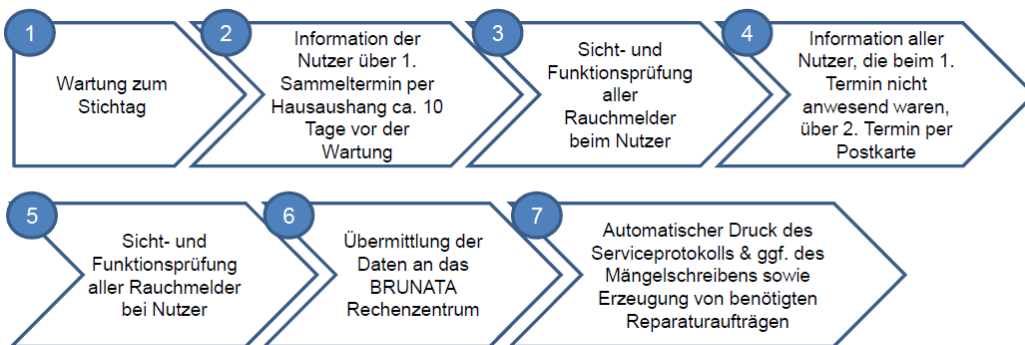 1
Wartung zum
Stichtag
2
Information der
Nutzer über 1.
Sammeltermin per
Hausaushang ca. 10
Tage vor der
Wartung
3
Sicht- und
Funktionsprüfung
aller
Rauchmelder
beim Nutzer
4
Information aller
Nutzer, die beim 1.
Termin nicht
anwesend waren,
über 2. Termin per
Postkarte
5
Sicht- und
Funktionsprüfung
aller Rauchmelder
bei Nutzer
6
Übermittlung der
Daten an das
BRUNATA
Rechenzentrum
7
Automatischer Druck des
Serviceprotokolls & ggf. des
Mängelschreibens sowie
Erzeugung von benötigten
Reparaturaufträgen